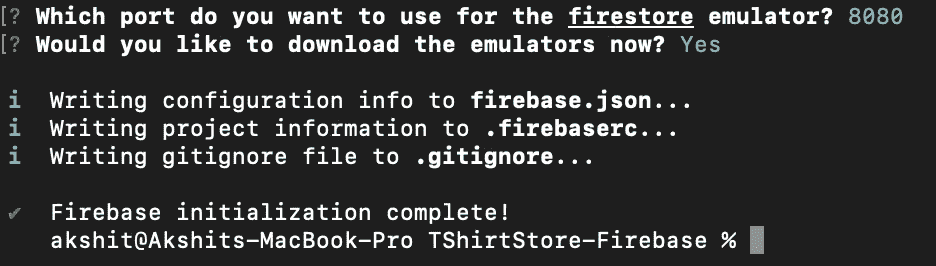 [? Which port do you want to use for the firestore emulator? 8080
[? Would you like to download the emulators now? Yes
i Writing configuration info to firebase.json...
i Writing project information to .firebaserc...
i Writing gitignore file to .gitignore...
✔ Firebase initialization complete!
akshit@Akshits-MacBook-Pro TShirtStore-Firebase %